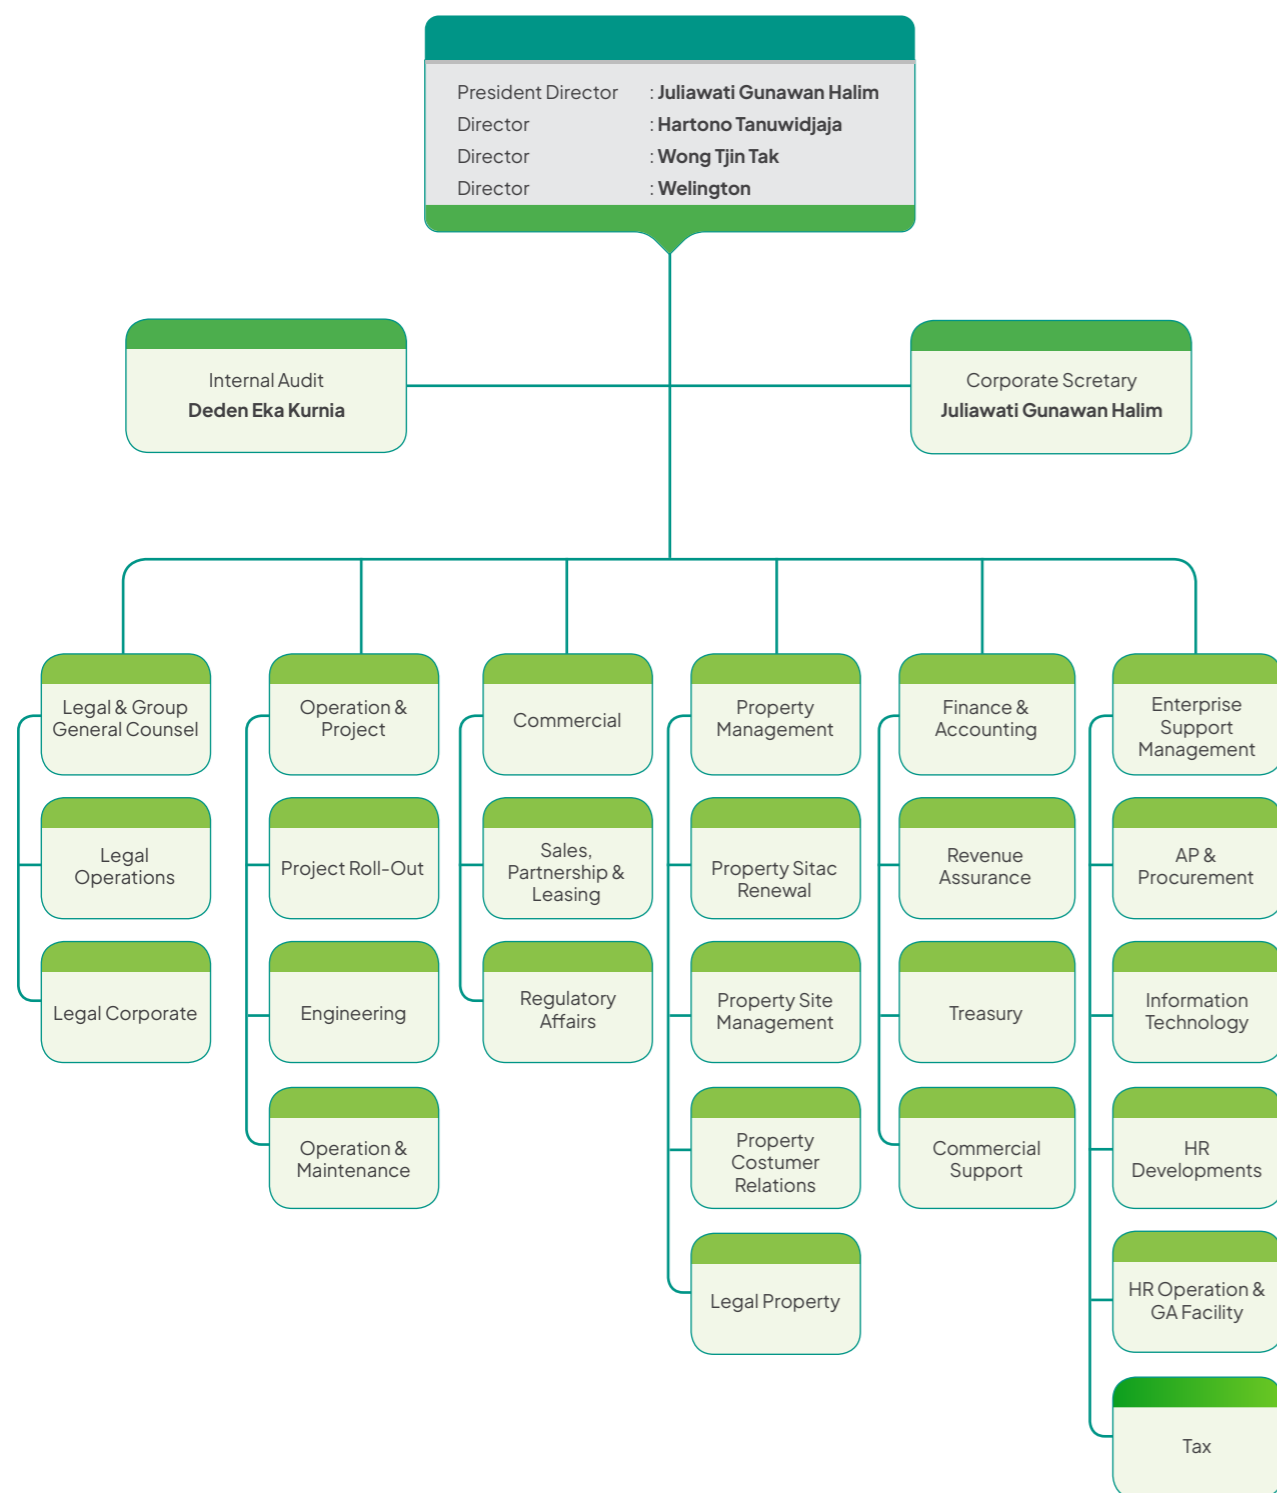 President Director : Juliawati Gunawan Halim
Director : Hartono Tanuwidjaja
Director : Wong Tjin Tak
Director : Welington
Internal Audit
Deden Eka Kurnia
Corporate Scretary
Juliawati Gunawan Halim
Legal & Group
General Counsel
Legal
Operations
Legal Corporate
Operation &
Project
Project Roll-Out
Engineering
Operation &
Maintenance
Commercial
Sales,
Partnership &
Leasing
Regulatory
Affairs
Property
Management
Property Sitac
Renewal
Property Site
Management
Property
Costumer
Relations
Legal Property
Finance &
Accounting
Revenue
Assurance
Treasury
Commercial
Support
Enterprise
Support
Management
AP &
Procurement
Information
Technology
HR
Developments
HR Operation &
GA Facility
Tax